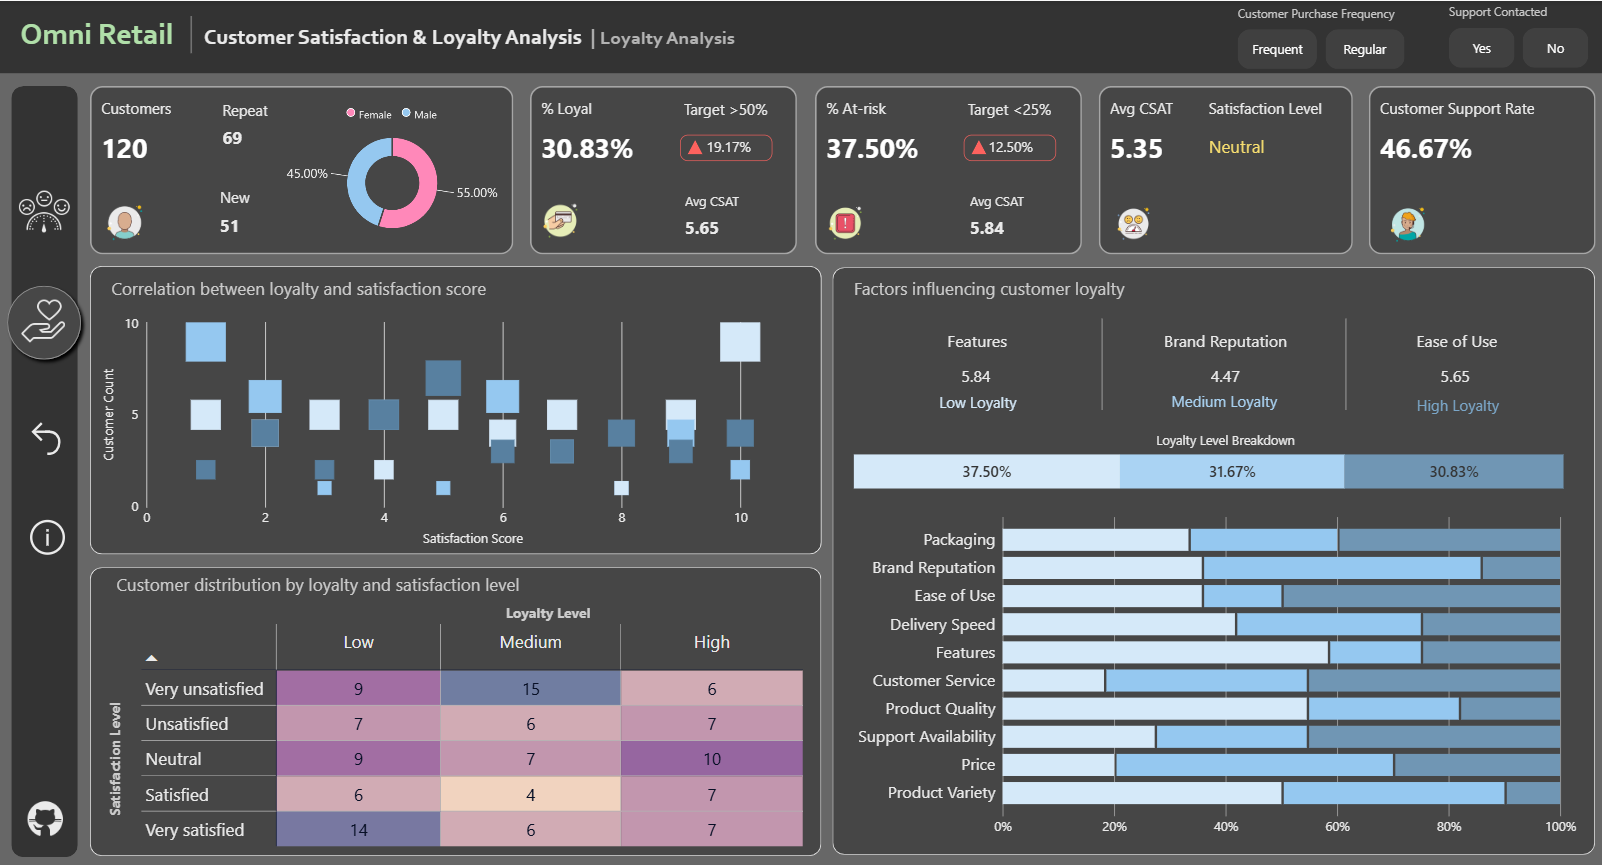 Omni Retail
Customer Satisfaction & Loyalty Analysis | Loyalty Analysis
Customer Purchase Frequency
Frequent
Regular
Support Contacted
Yes
No
Customers
120
Repeat
69
New
51
Female
Male
45.00%
55.00%
% Loyal
30.83%
Target >50%
19.17%
Avg CSAT
5.65
% At-risk
37.50%
Target <25%
12.50%
Avg CSAT
5.84
Avg CSAT
5.35
Satisfaction Level
Neutral
Customer Support Rate
46.67%
Correlation between loyalty and satisfaction score
Customer Count
10
5
0
0 2 4 6 8 10
Satisfaction Score
Customer distribution by loyalty and satisfaction level
Loyalty Level
Low Medium High
Satisfaction Level
Very unsatisfied 9 15 6
Unsatisfied 7 6 7
Neutral 9 7 10
Satisfied 6 4 7
Very satisfied 14 6 7
Factors influencing customer loyalty
Features
5.84
Low Loyalty
Brand Reputation
4.47
Medium Loyalty
Ease of Use
5.65
High Loyalty
Loyalty Level Breakdown
37.50% 31.67% 30.83%
Packaging
Brand Reputation
Ease of Use
Delivery Speed
Features
Customer Service
Product Quality
Support Availability
Price
Product Variety
0% 20% 40% 60% 80% 100%